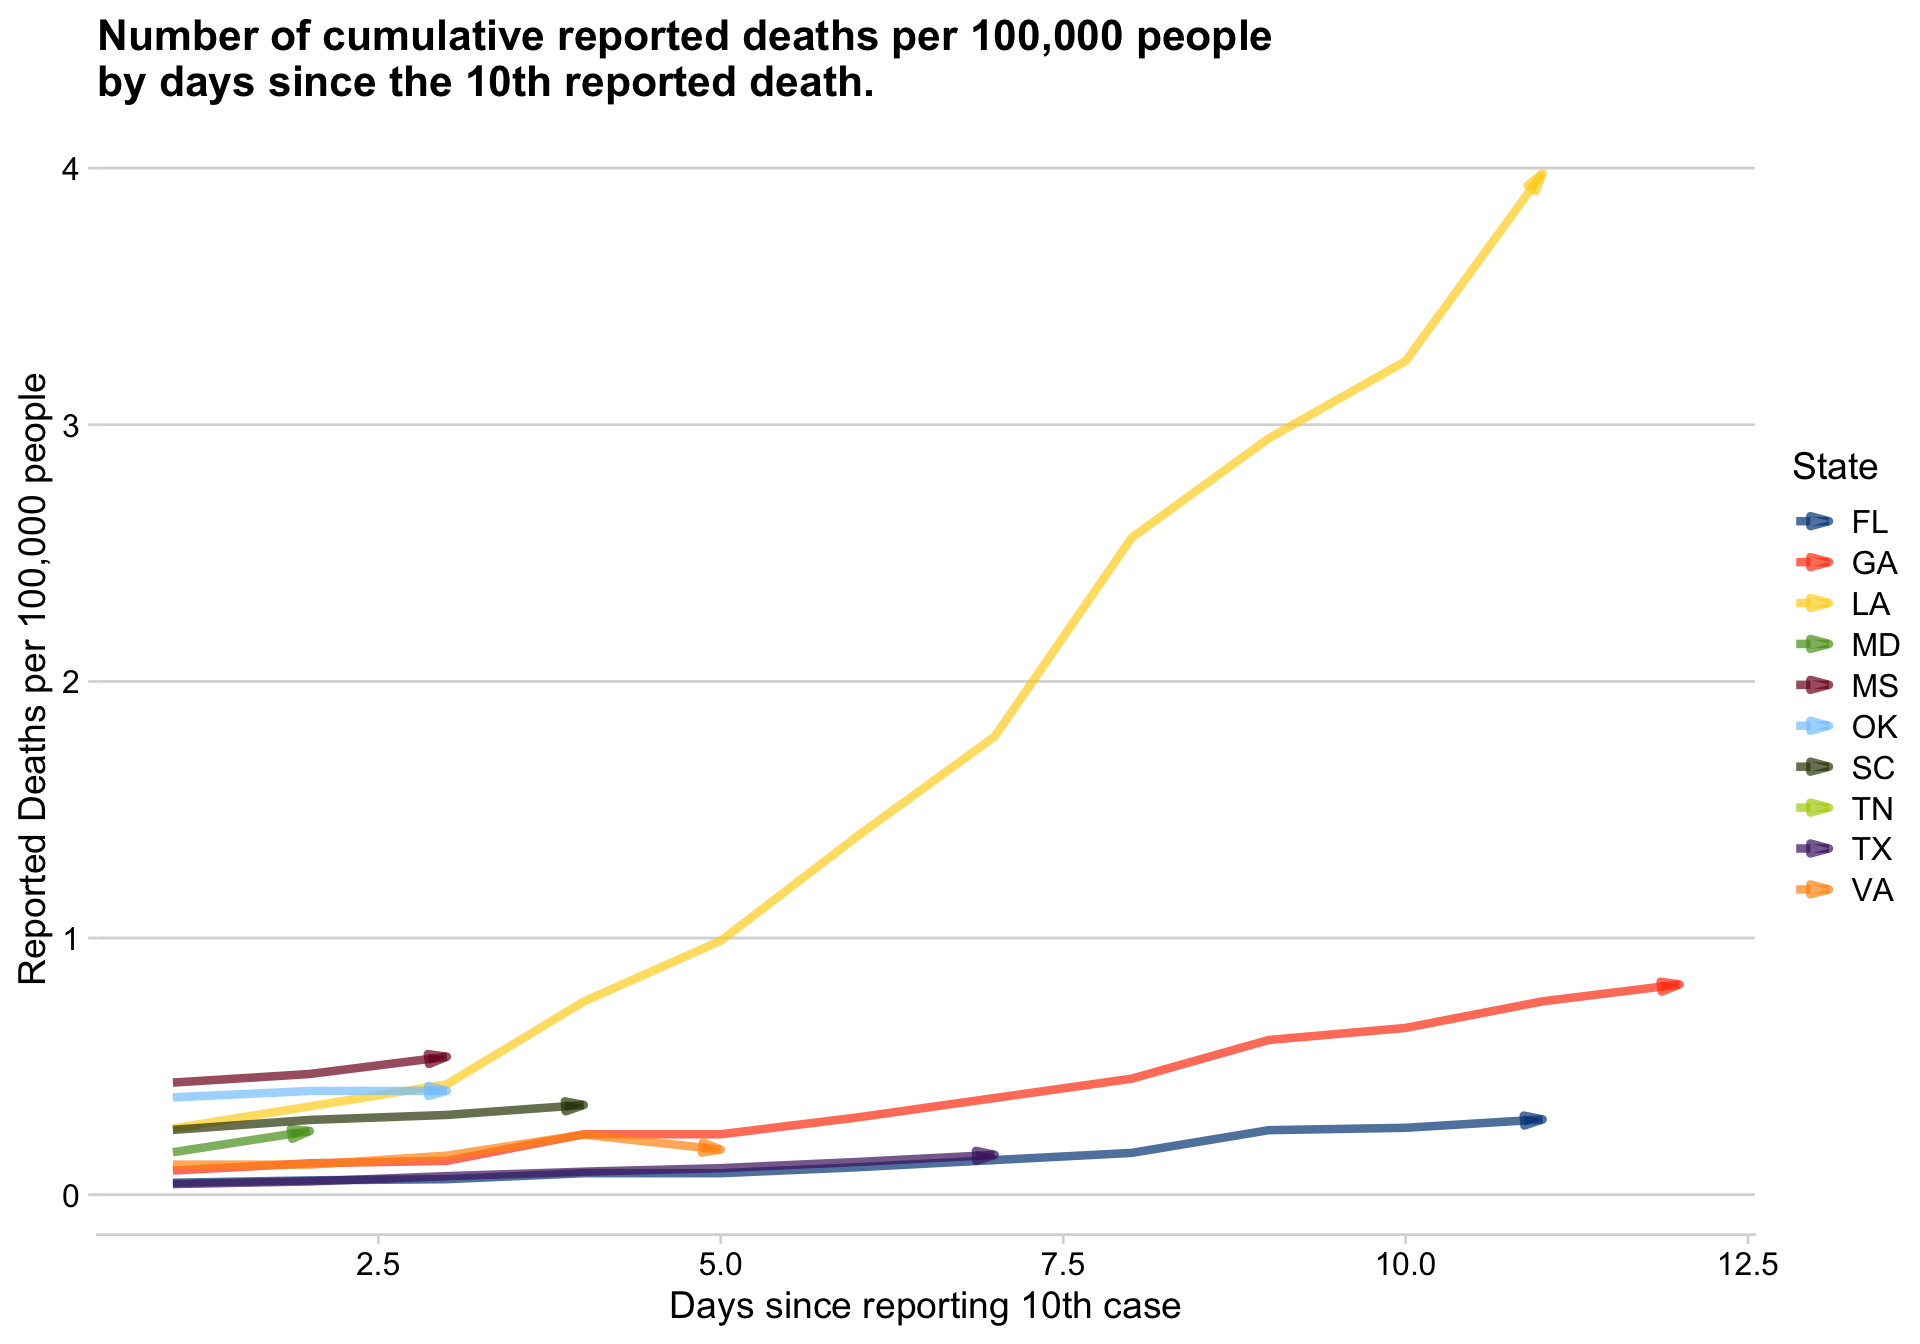 Number of cumulative reported deaths per 100,000 people
by days since the 10th reported death.
4
3
2
1
0
Reported Deaths per 100,000 people
2.5
5.0
7.5
10.0
12.5
Days since reporting 10th case
State
FL
GA
LA
MD
MS
OK
SC
TN
TX
VA